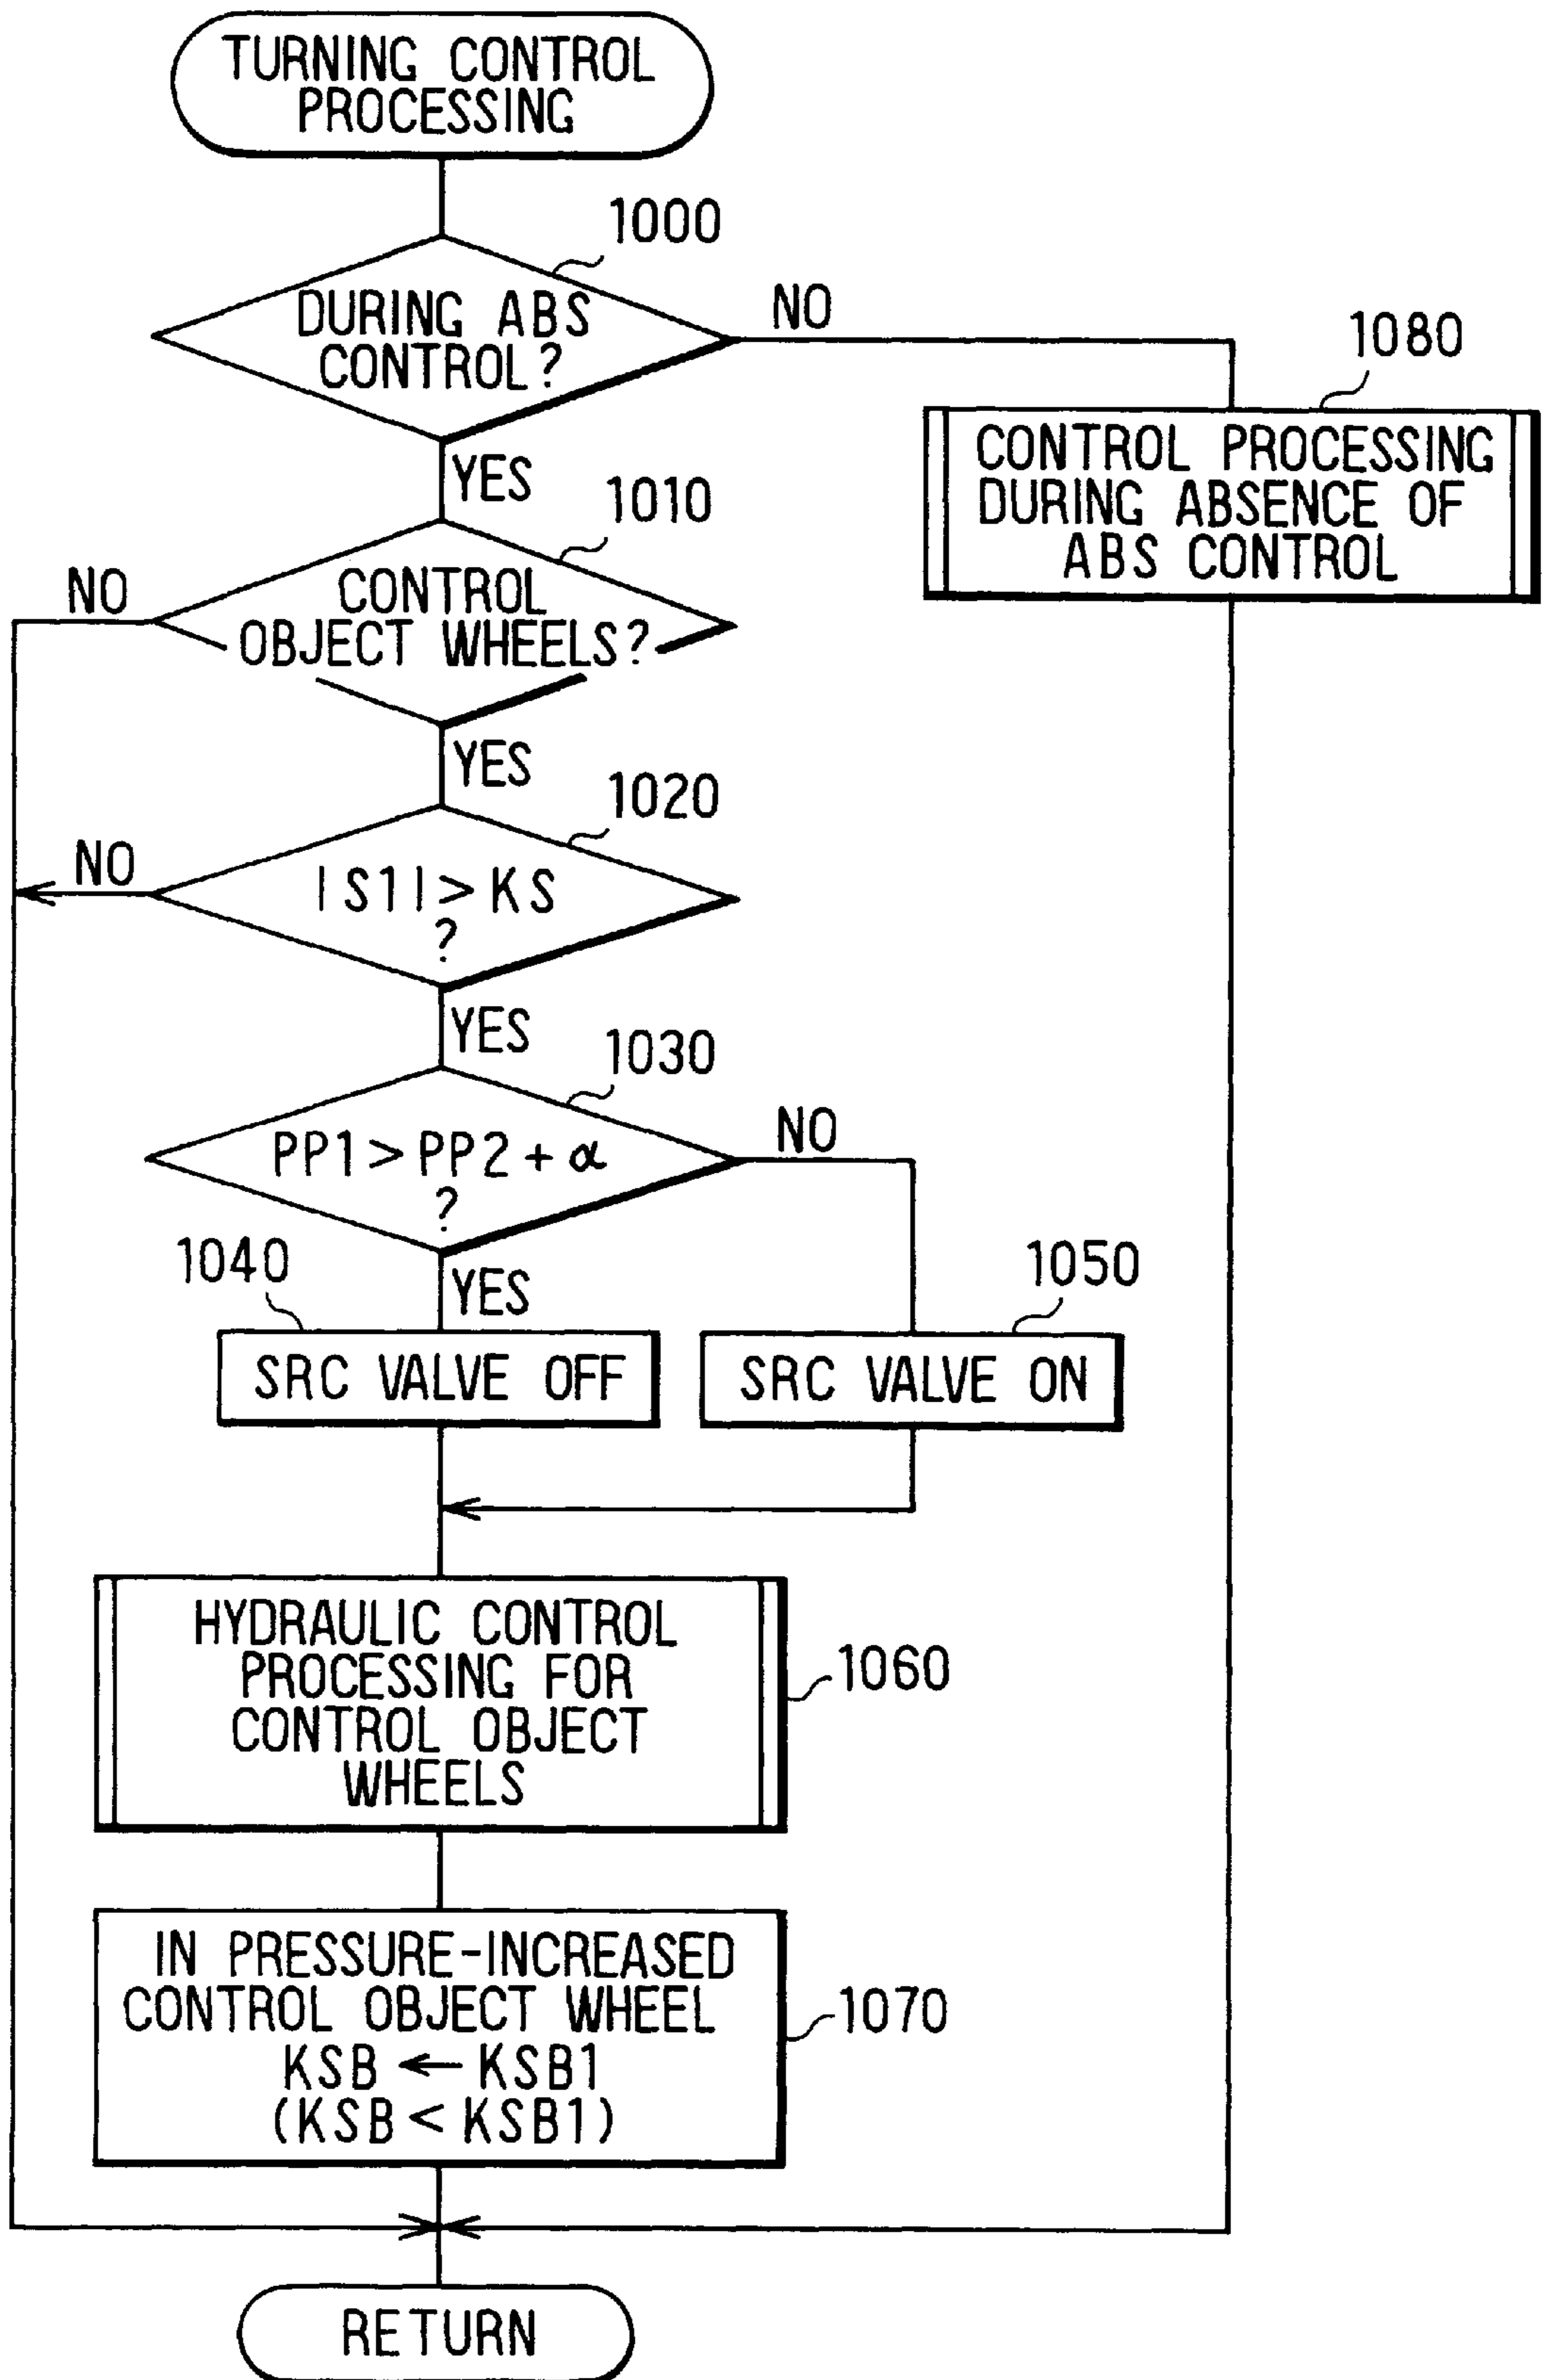 TURNING CONTROL
PROCESSING
1000
DURING ABS
CONTROL?
NO
1080
CONTROL PROCESSING
DURING ABSENCE OF
ABS CONTROL
YES
1010
NO
CONTROL
OBJECT WHEELS?
YES
1020
NO
|S1|>KS
?
YES
1030
NO
PP1>PP2+α
?
1040
YES
1050
SRC VALVE OFF
SRC VALVE ON
HYDRAULIC CONTROL
PROCESSING FOR
CONTROL OBJECT
WHEELS
1060
IN PRESSURE-INCREASED
CONTROL OBJECT WHEEL
KSB ← KSB1
(KSB < KSB1)
1070
RETURN